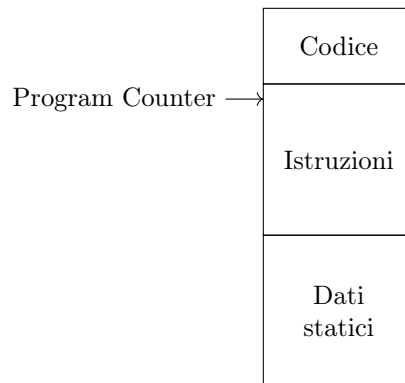 Codice
Program Counter
Istruzioni
Dati
statici